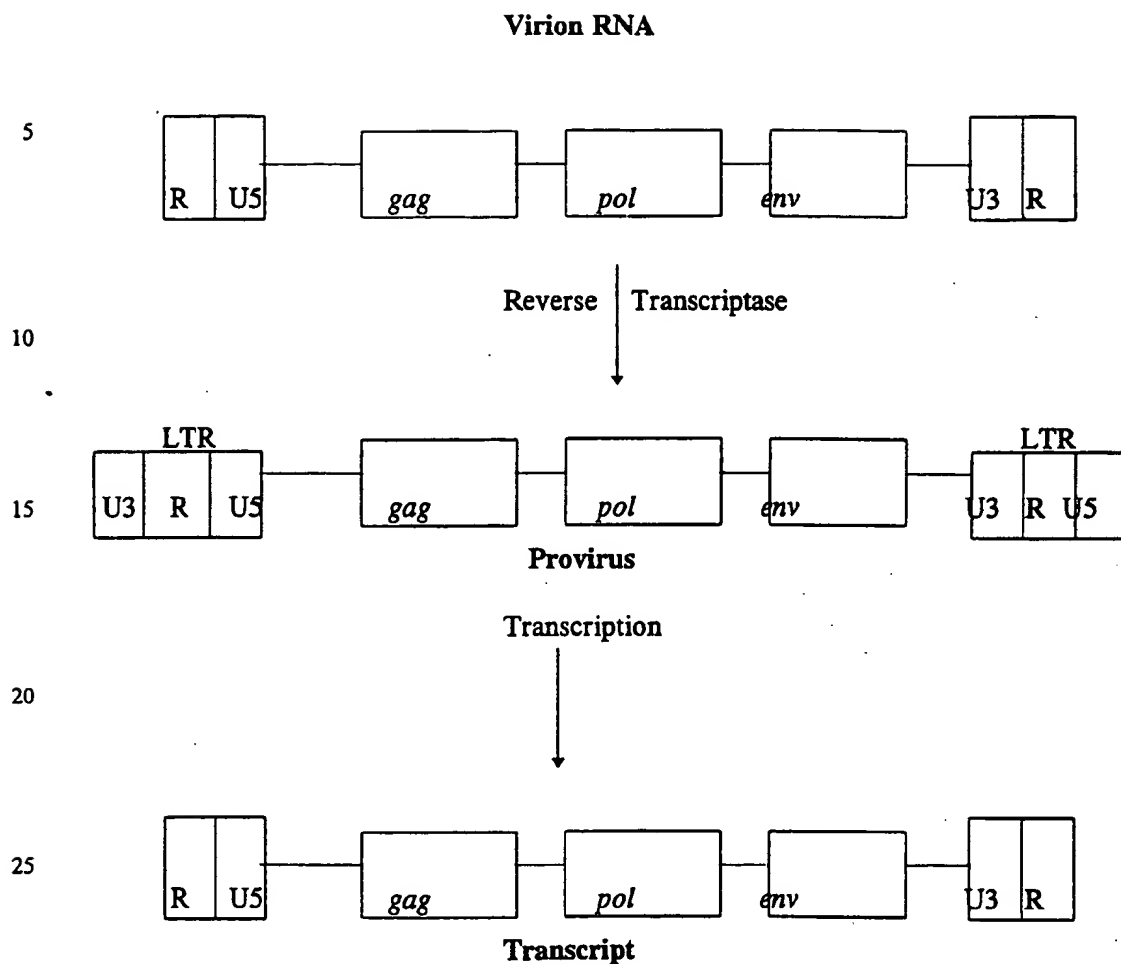 Virion RNA
5
R U5 gag pol env U3 R
Reverse Transcriptase
10
LTR LTR
15 U3 R U5 gag pol env U3 R U5
Provirus
Transcription
20
25 R U5 gag pol env U3 R
Transcript